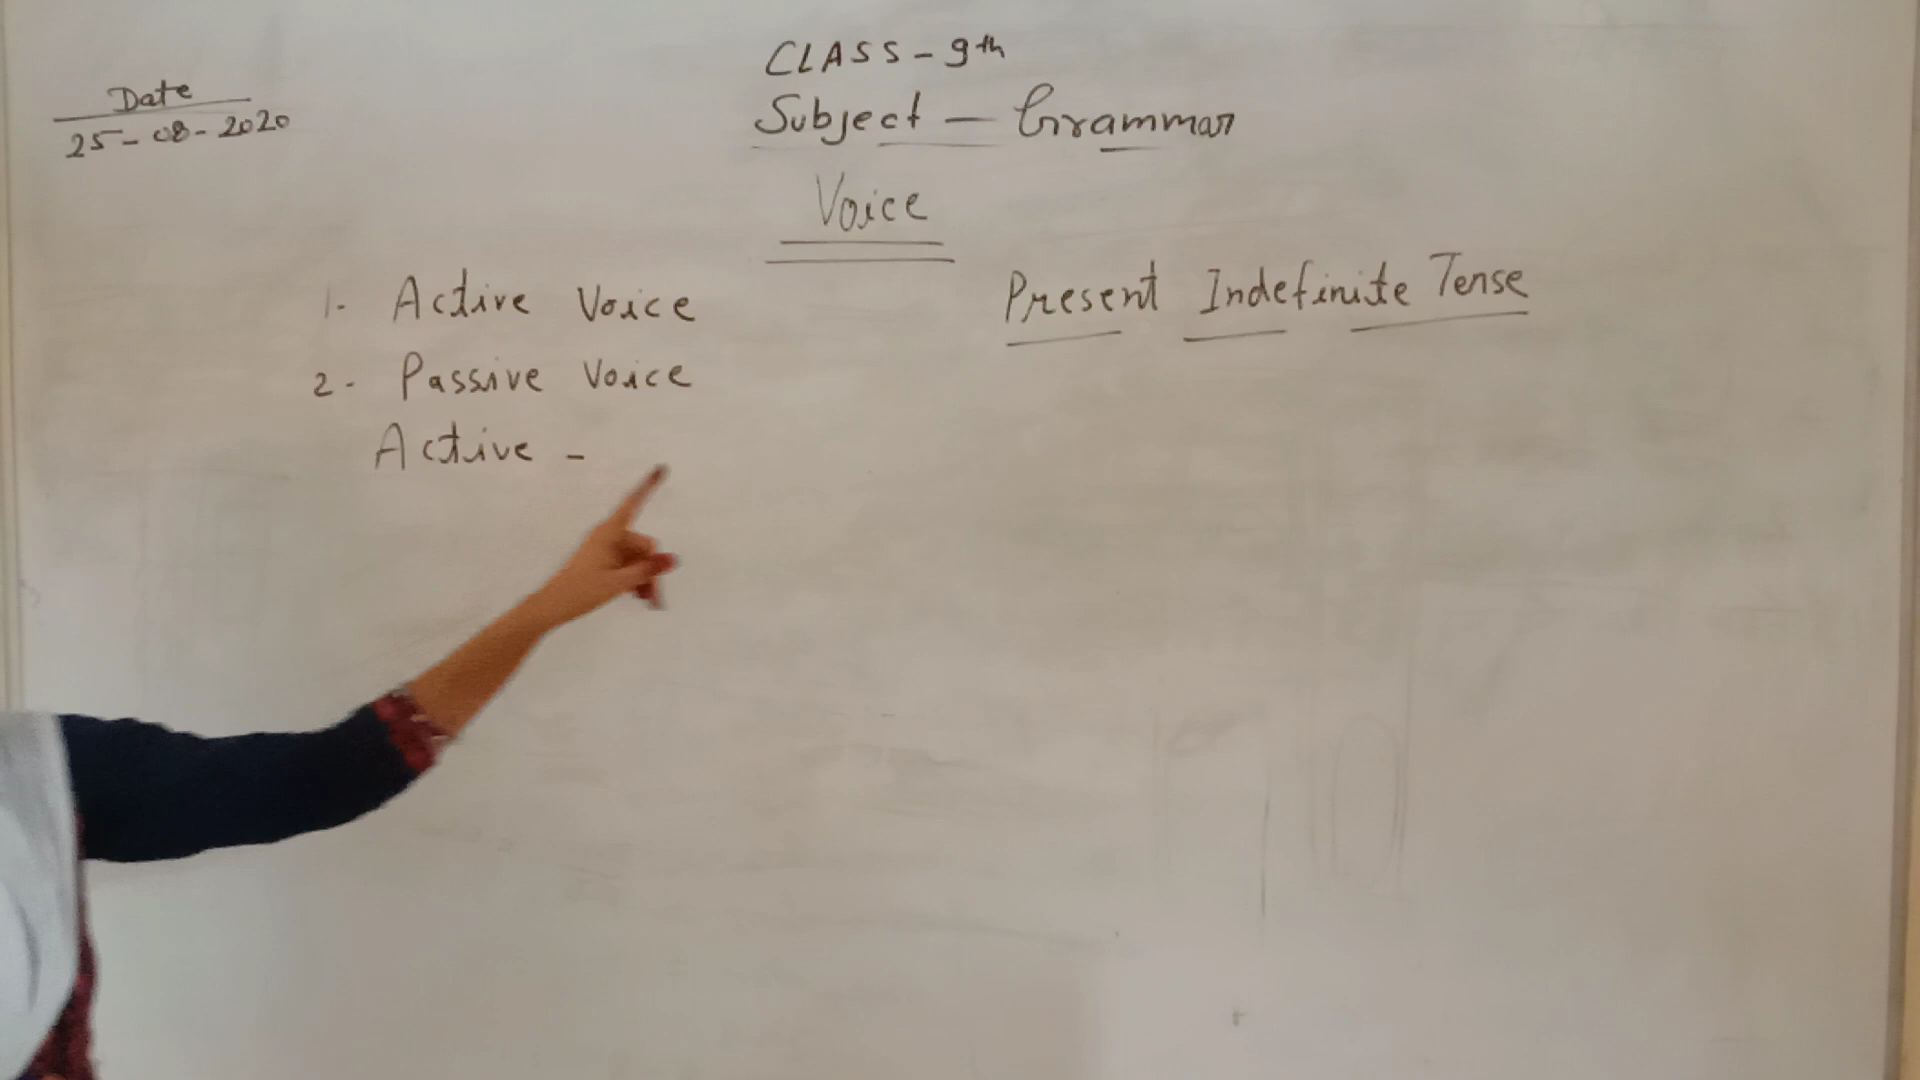 Date
25-08-2020
CLASS - 9th
Subject - Grammar
Voice
1. Active Voice
2 - Passive Voice
Active -
Present Indefinite Tense